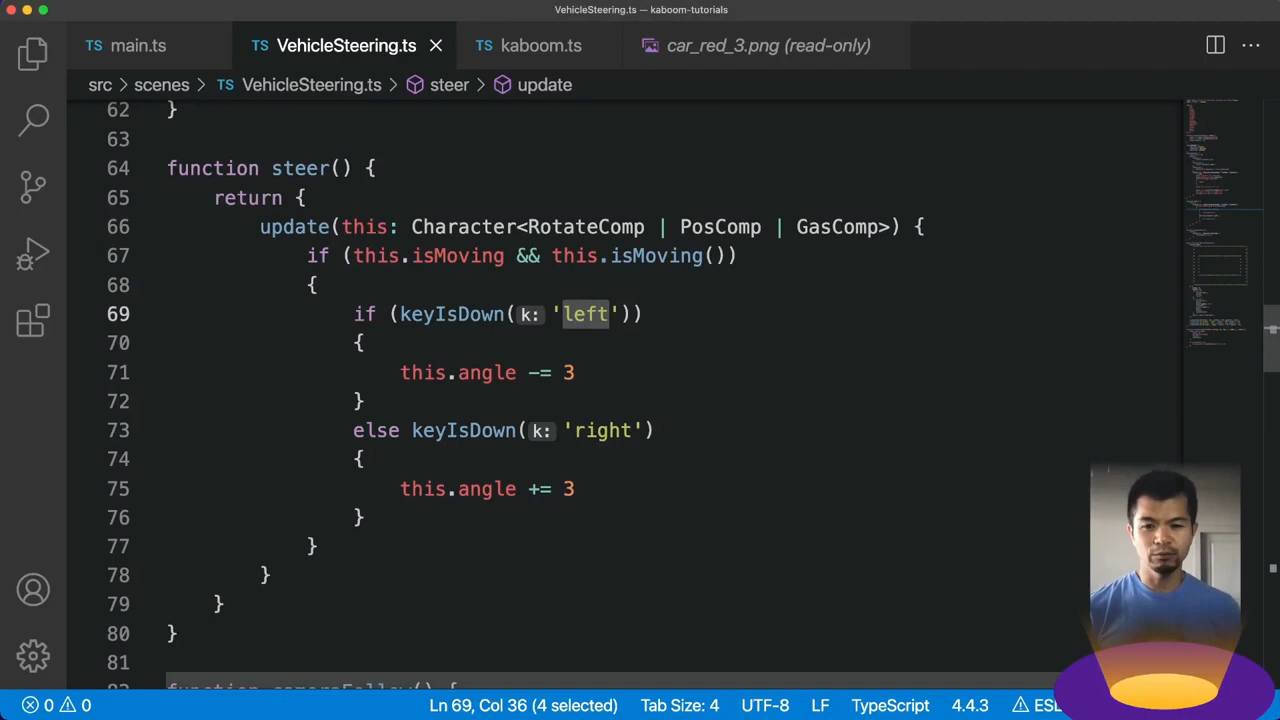 VehicleSteering.ts — kaboom-tutorials
TS main.ts TS VehicleSteering.ts TS kaboom.ts car_red_3.png (read-only)
src > scenes > TS VehicleSteering.ts > steer > update
62 }
63
64 function steer() {
65 return {
66 update(this: Character<RotateComp | PosComp | GasComp>) {
67 if (this.isMoving && this.isMoving())
68 {
69 if (keyIsDown(k: 'left'))
70 {
71 this.angle -= 3
72 }
73 else keyIsDown(k: 'right')
74 {
75 this.angle += 3
76 }
77 }
78 }
79 }
80 }
81
0 0 Ln 69, Col 36 (4 selected) Tab Size: 4 UTF-8 LF TypeScript 4.4.3